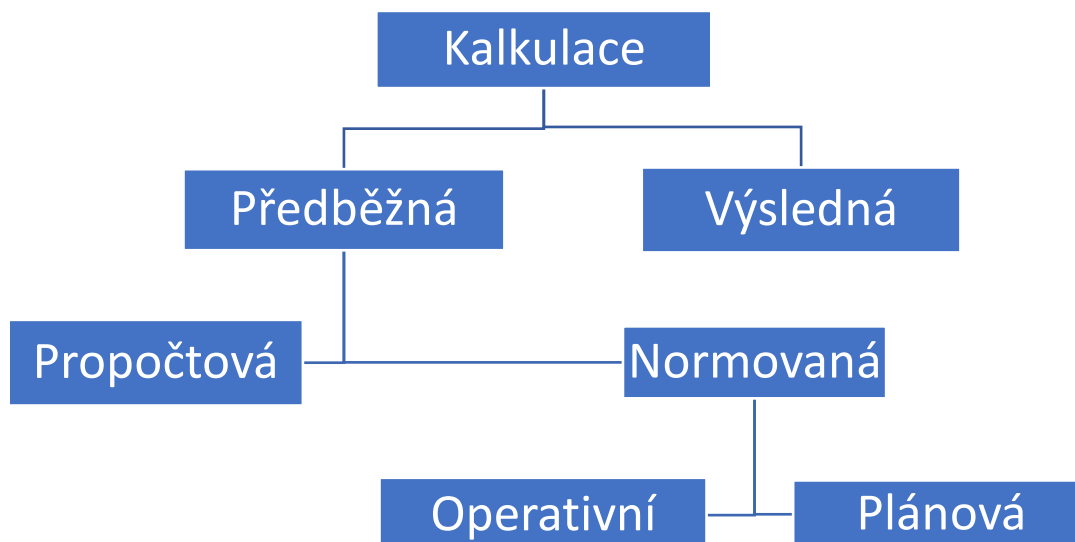 Kalkulace
Předběžná
Výsledná
Propočtová
Normovaná
Operativní
Plánová